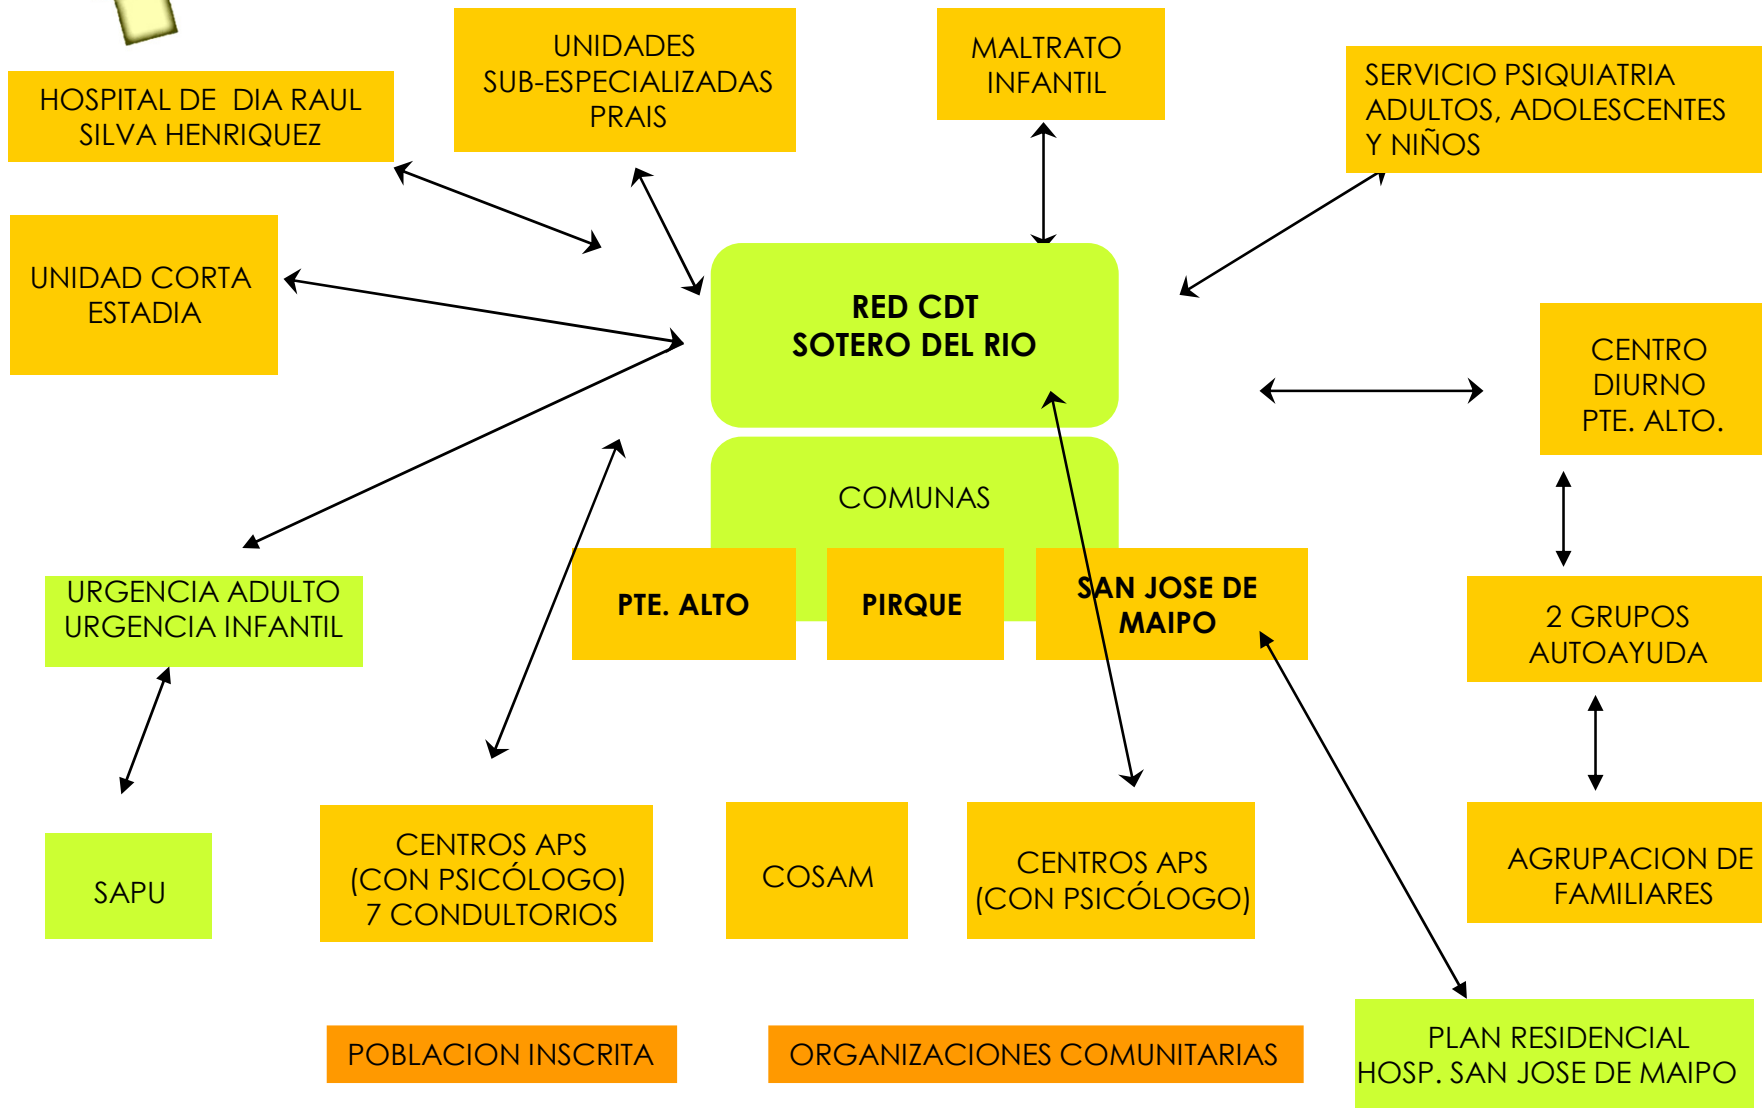 HOSPITAL DE DIA RAUL
SILVA HENRIQUEZ
UNIDADES
SUB-ESPECIALIZADAS
PRAIS
MALTRATO
INFANTIL
SERVICIO PSIQUIATRIA
ADULTOS, ADOLESCENTES
Y NIÑOS
UNIDAD CORTA
ESTADIA
RED CDT
SOTERO DEL RIO
CENTRO
DIURNO
PTE. ALTO.
COMUNAS
PTE. ALTO
PIRQUE
SAN JOSE DE
MAIPO
URGENCIA ADULTO
URGENCIA INFANTIL
2 GRUPOS
AUTOAYUDA
SAPU
CENTROS APS
(CON PSICÓLOGO)
7 CONDULTORIOS
COSAM
CENTROS APS
(CON PSICÓLOGO)
AGRUPACION DE
FAMILIARES
POBLACION INSCRITA
ORGANIZACIONES COMUNITARIAS
PLAN RESIDENCIAL
HOSP. SAN JOSE DE MAIPO